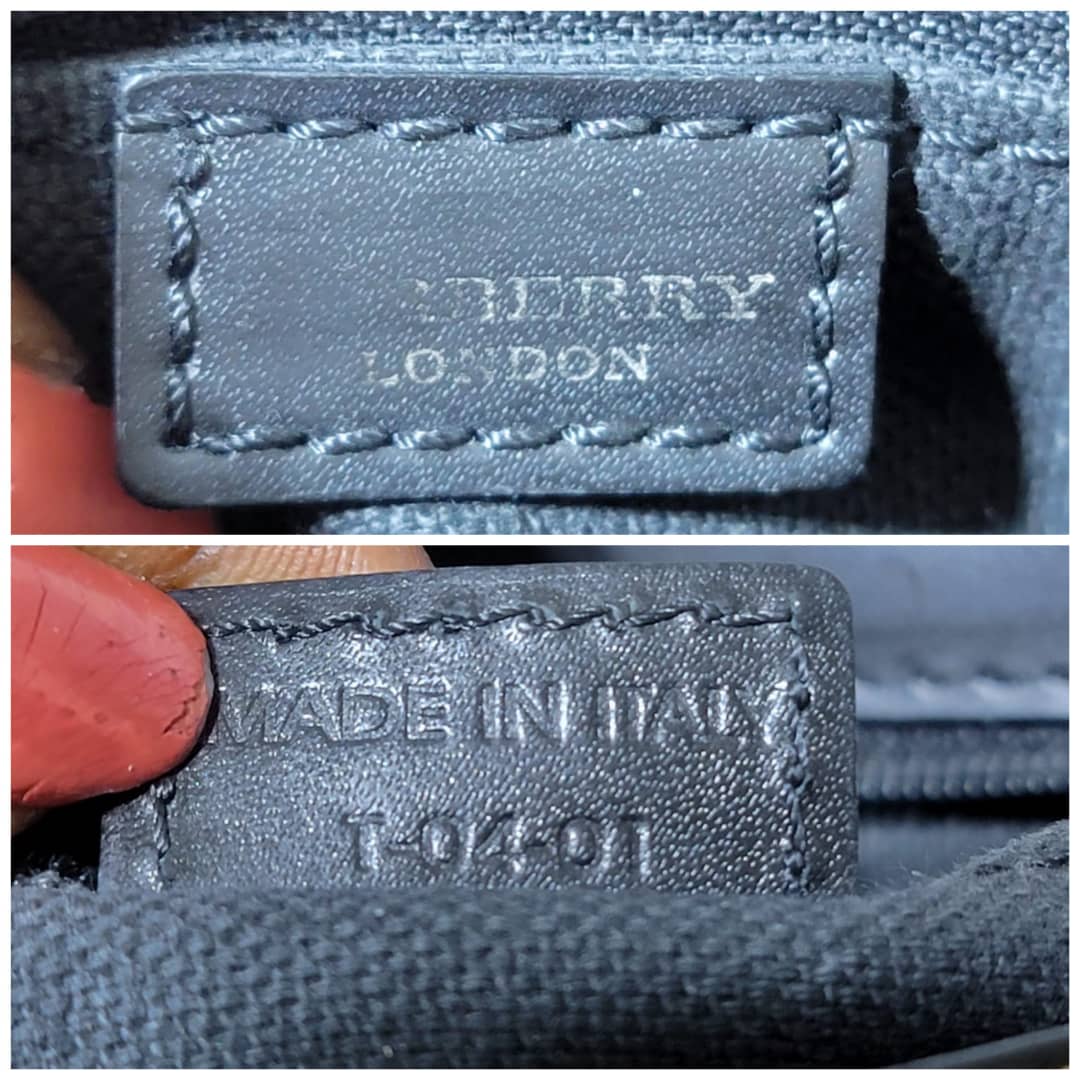 BERRY
LONDON
MADE IN ITALY
T-04-01